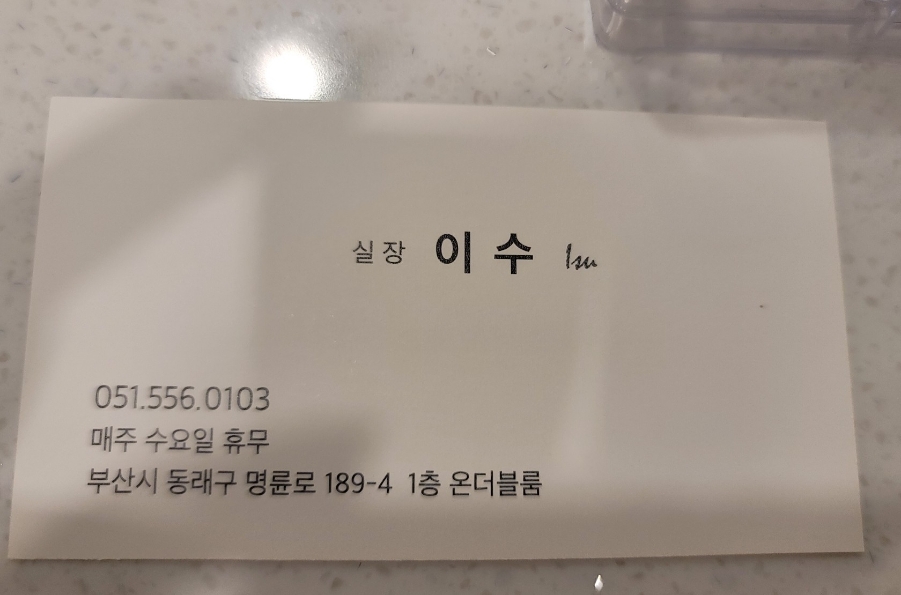 실장 이수 Isu
051.556.0103
매주 수요일 휴무
부산시 동래구 명륜로 189-4 1층 온더블룸